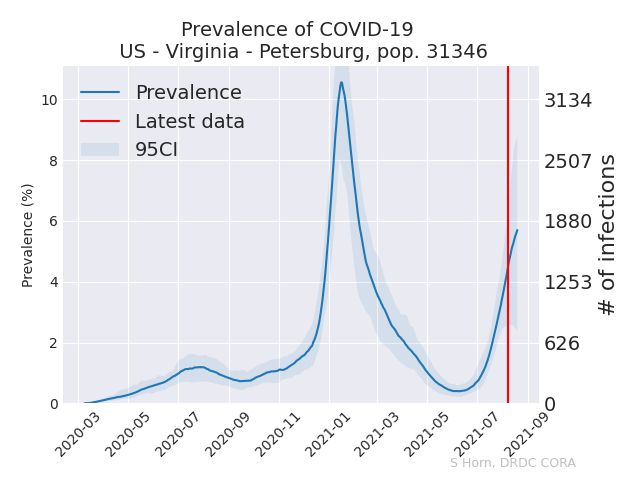 Prevalence of COVID-19
US - Virginia - Petersburg, pop. 31346
Prevalence
Latest data
95CI
Prevalence (%)
10
8
6
4
2
0
3134
2507
1880
1253
626
0
# of infections
2020-03
2020-05
2020-07
2020-09
2020-11
2021-01
2021-03
2021-05
2021-07
2021-09
S Horn, DRDC CORA